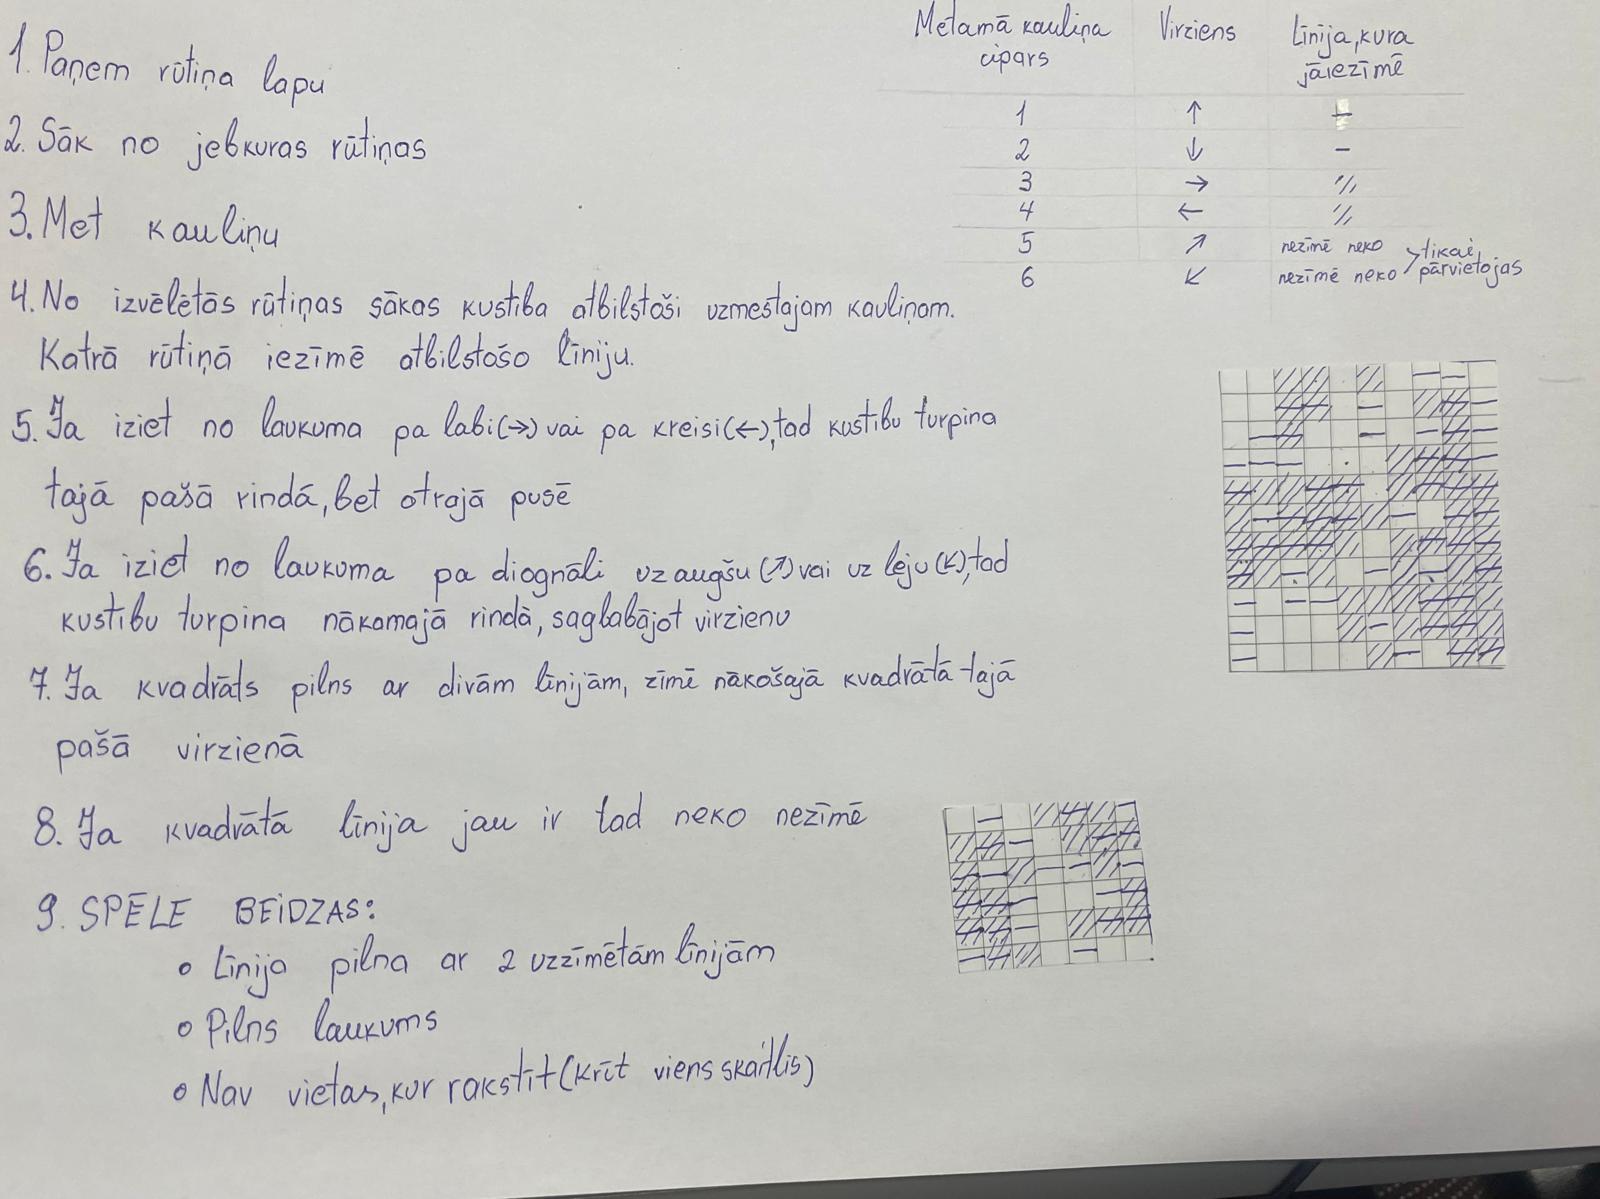 Metamā kauliņa cipars | Virziens | Līnija, kura jāiezīmē
1 ↑ –
2 ↓ –
3 → //,
4 ← //,
5 ↗ nezīmē neko
6 ↙ nezīmē neko > tikai pārvietojas
1. Paņem rūtiņa lapu
2. Sāk no jebkuras rūtiņas
3. Met kauliņu
4. No izvēlētās rūtiņas sākas kustība atbilstoši uzmestajam kauliņam.
Katrā rūtiņā iezīmē atbilstošo līniju.
5. Ja iziet no laukuma pa labi(→) vai pa kreisi(←), tad kustību turpina
tajā pašā rindā, bet otrajā pusē
6. Ja iziet no laukuma pa diognāli uz augšu (↗) vai uz leju (↙), tad
kustību turpina nākamajā rindā, saglabājot virzienu
7. Ja kvadrāts pilns ar divām līnijām, zīmē nākošajā kvadrātā tajā
pašā virzienā
8. Ja kvadrātā līnija jau ir tad neko nezīmē
9. SPĒLE BEIDZAS:
• Līnija pilna ar 2 uzzīmētām līnijām
• Pilns laukums
• Nav vietas, kur rakstīt (krīt viens skaitlis)